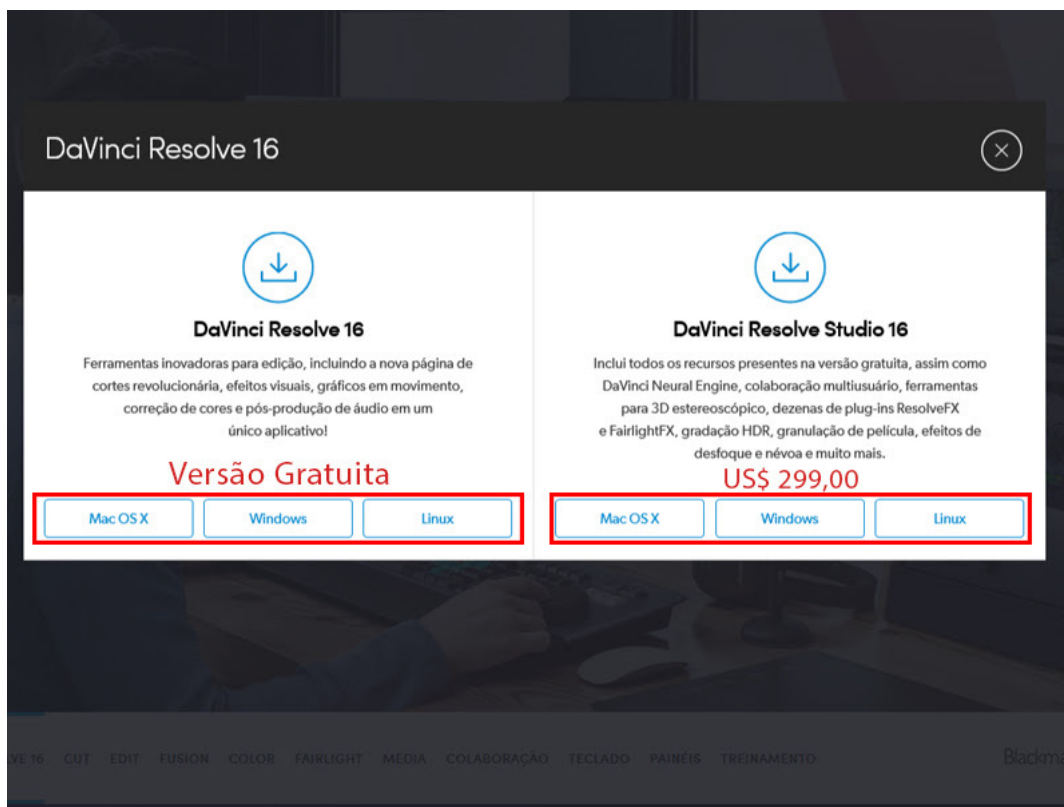 DaVinci Resolve 16
DaVinci Resolve 16
Ferramentas inovadoras para edição, incluindo a nova página de
cortes revolucionária, efeitos visuais, gráficos em movimento,
correção de cores e pós-produção de áudio em um
único aplicativo!
Versão Gratuita
Mac OS X
Windows
Linux
DaVinci Resolve Studio 16
Inclui todos os recursos presentes na versão gratuita, assim como
DaVinci Neural Engine, colaboração multiusuário, ferramentas
para 3D estereoscópico, dezenas de plug-ins ResolveFX
e FairlightFX, gradação HDR, granulação de película, efeitos de
desfoque e névoa e muito mais.
US$ 299,00
Mac OS X
Windows
Linux
16 CUT EDIT FUSION COLOR FAIRLIGHT MEDIA COLABORAÇÃO TECLADO PAINÉIS TREINAMENTO